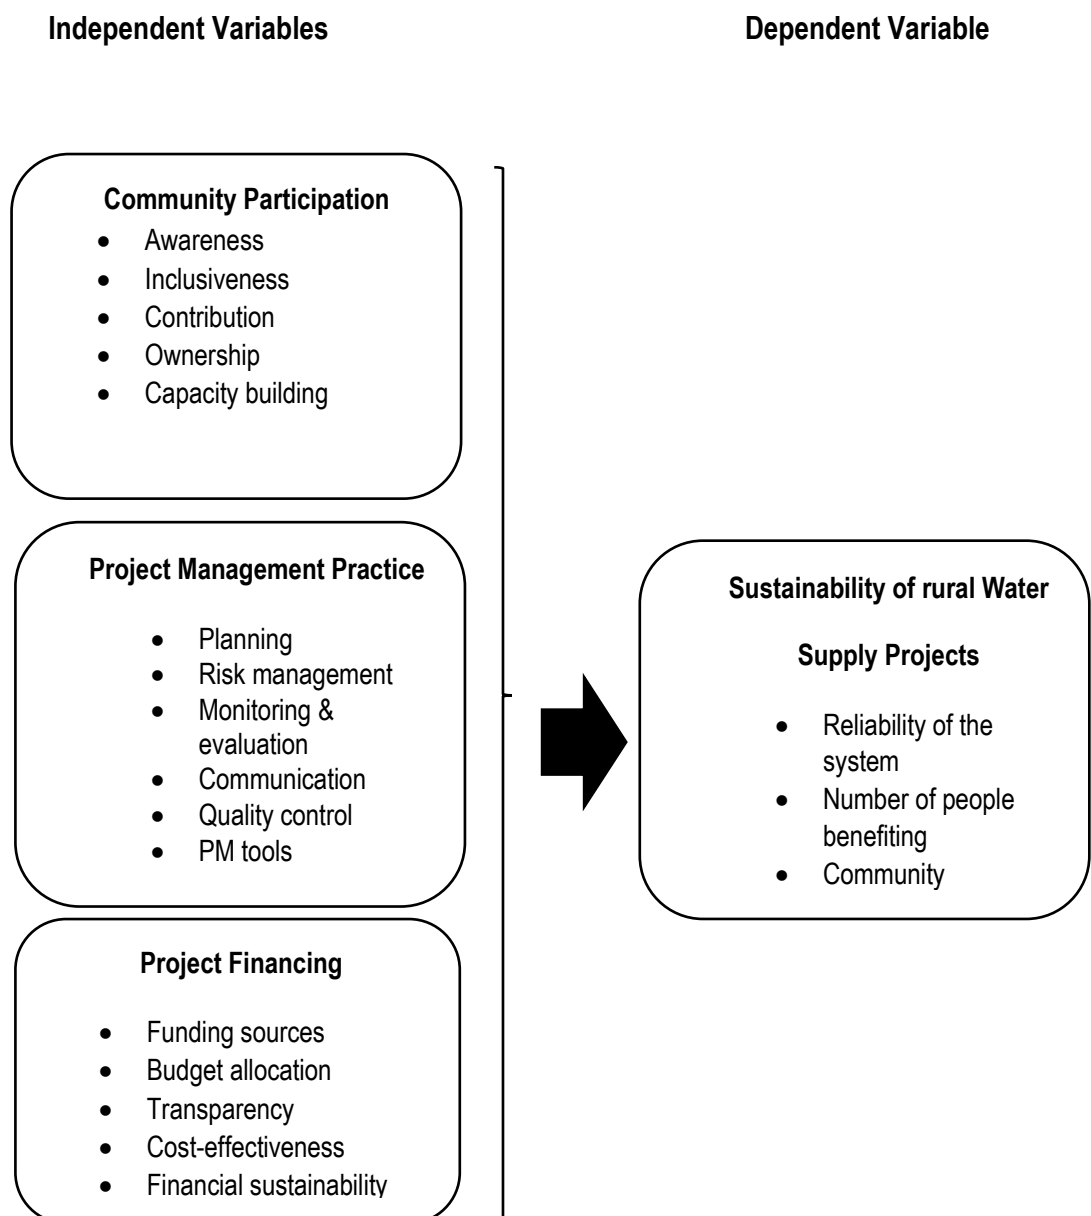 Independent Variables
Dependent Variable
Community Participation
• Awareness
• Inclusiveness
• Contribution
• Ownership
• Capacity building
Project Management Practice
• Planning
• Risk management
• Monitoring &
evaluation
• Communication
• Quality control
• PM tools
Project Financing
• Funding sources
• Budget allocation
• Transparency
• Cost-effectiveness
• Financial sustainability
Sustainability of rural Water
Supply Projects
• Reliability of the
system
• Number of people
benefiting
• Community